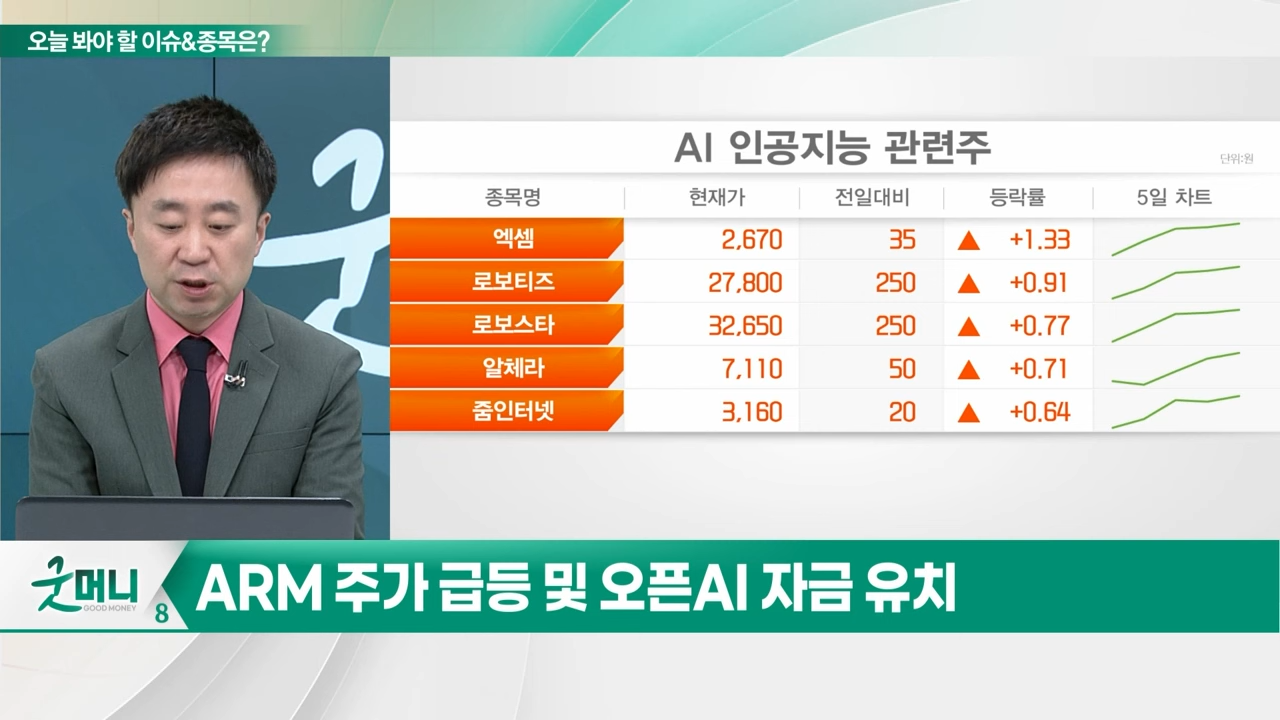 오늘 봐야 할 이슈&종목은?
AI 인공지능 관련주
단위:원
종목명 현재가 전일대비 등락률 5일 차트
엑셈 2,670 35 ▲ +1.33
로보티즈 27,800 250 ▲ +0.91
로보스타 32,650 250 ▲ +0.77
알체라 7,110 50 ▲ +0.71
줌인터넷 3,160 20 ▲ +0.64
굿머니
GOOD MONEY
8
ARM 주가 급등 및 오픈AI 자금 유치